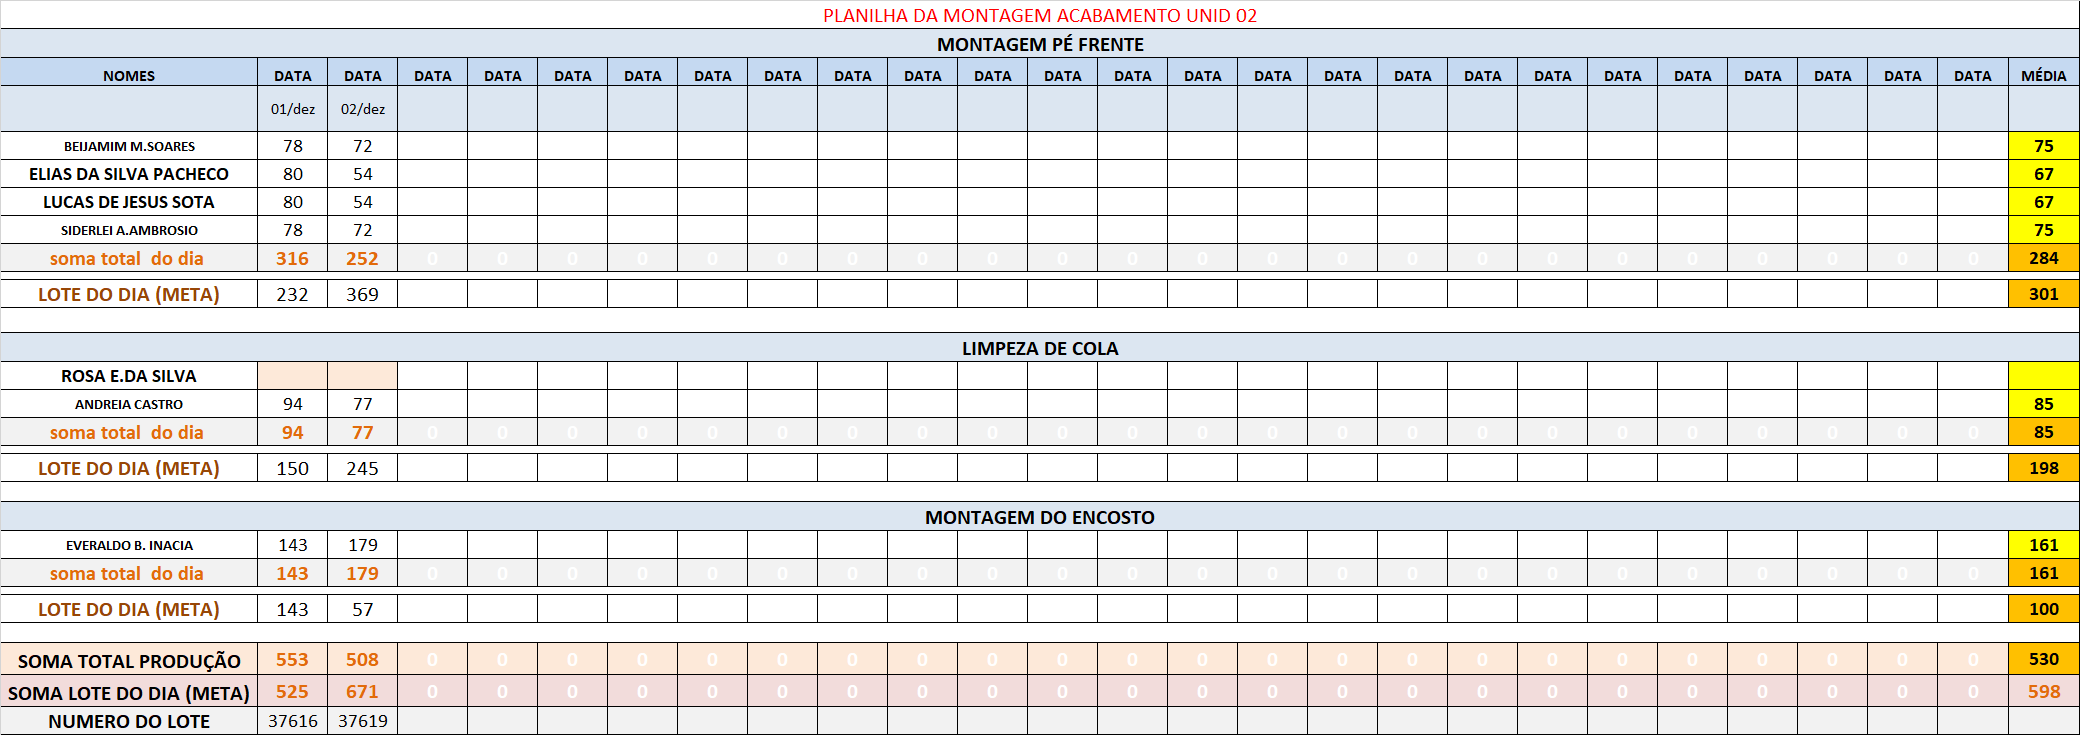 PLANILHA DA MONTAGEM ACABAMENTO UNID 02
MONTAGEM PÉ FRENTE
NOMES DATA DATA DATA DATA DATA DATA DATA DATA DATA DATA DATA DATA DATA DATA DATA DATA DATA DATA DATA DATA DATA DATA DATA DATA DATA MÉDIA
01/dez 02/dez
BEIJAMIM M.SOARES 78 72 75
ELIAS DA SILVA PACHECO 80 54 67
LUCAS DE JESUS SOTA 80 54 67
SIDERLEI A.AMBROSIO 78 72 75
soma total do dia 316 252 0 0 0 0 0 0 0 0 0 0 0 0 0 0 0 0 0 0 0 0 0 0 0 284
LOTE DO DIA (META) 232 369 301
LIMPEZA DE COLA
ROSA E.DA SILVA
ANDREIA CASTRO 94 77 85
soma total do dia 94 77 0 0 0 0 0 0 0 0 0 0 0 0 0 0 0 0 0 0 0 0 0 0 0 85
LOTE DO DIA (META) 150 245 198
MONTAGEM DO ENCOSTO
EVERALDO B. INACIA 143 179 161
soma total do dia 143 179 0 0 0 0 0 0 0 0 0 0 0 0 0 0 0 0 0 0 0 0 0 0 0 161
LOTE DO DIA (META) 143 57 100
SOMA TOTAL PRODUÇÃO 553 508 0 0 0 0 0 0 0 0 0 0 0 0 0 0 0 0 0 0 0 0 0 0 0 530
SOMA LOTE DO DIA (META) 525 671 0 0 0 0 0 0 0 0 0 0 0 0 0 0 0 0 0 0 0 0 0 0 0 598
NUMERO DO LOTE 37616 37619